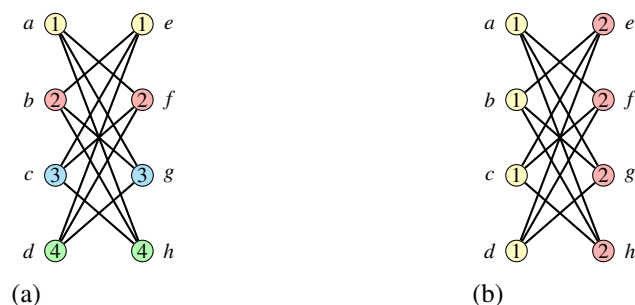 a 1 1 e a 1 2 e
b 2 2 f b 1 2 f
c 3 3 g c 1 2 g
d 4 4 h d 1 2 h
(a) (b)